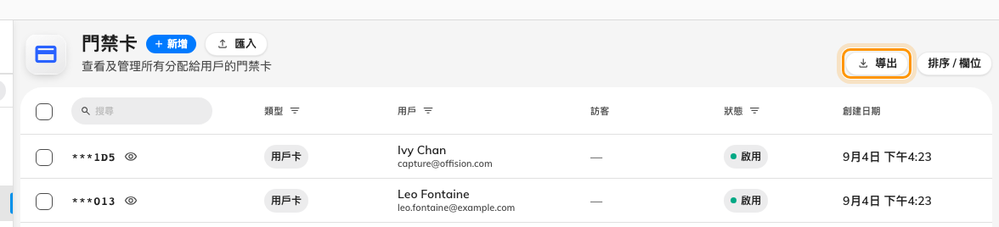 門禁卡 + 新增 匯入
查看及管理所有分配給用戶的門禁卡
導出 排序 / 欄位
搜尋 類型 用戶 訪客 狀態 創建日期
***1D5 用戶卡 Ivy Chan — 啟用 9月4日 下午4:23
capture@offision.com
***013 用戶卡 Leo Fontaine — 啟用 9月4日 下午4:23
leo.fontaine@example.com